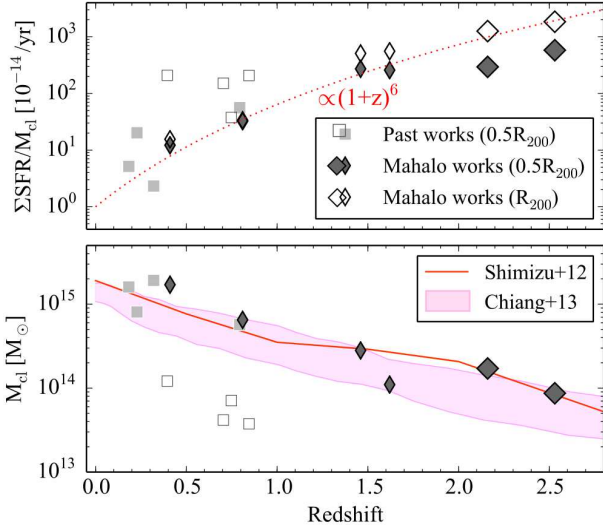 ΣSFR/M_cl [10^-14/yr]
10^3
10^2
10^1
10^0
∝(1+z)^6
Past works (0.5R_200)
Mahalo works (0.5R_200)
Mahalo works (R_200)
M_cl [M_⊙]
10^15
10^14
10^13
Shimizu+12
Chiang+13
0.0 0.5 1.0 1.5 2.0 2.5
Redshift